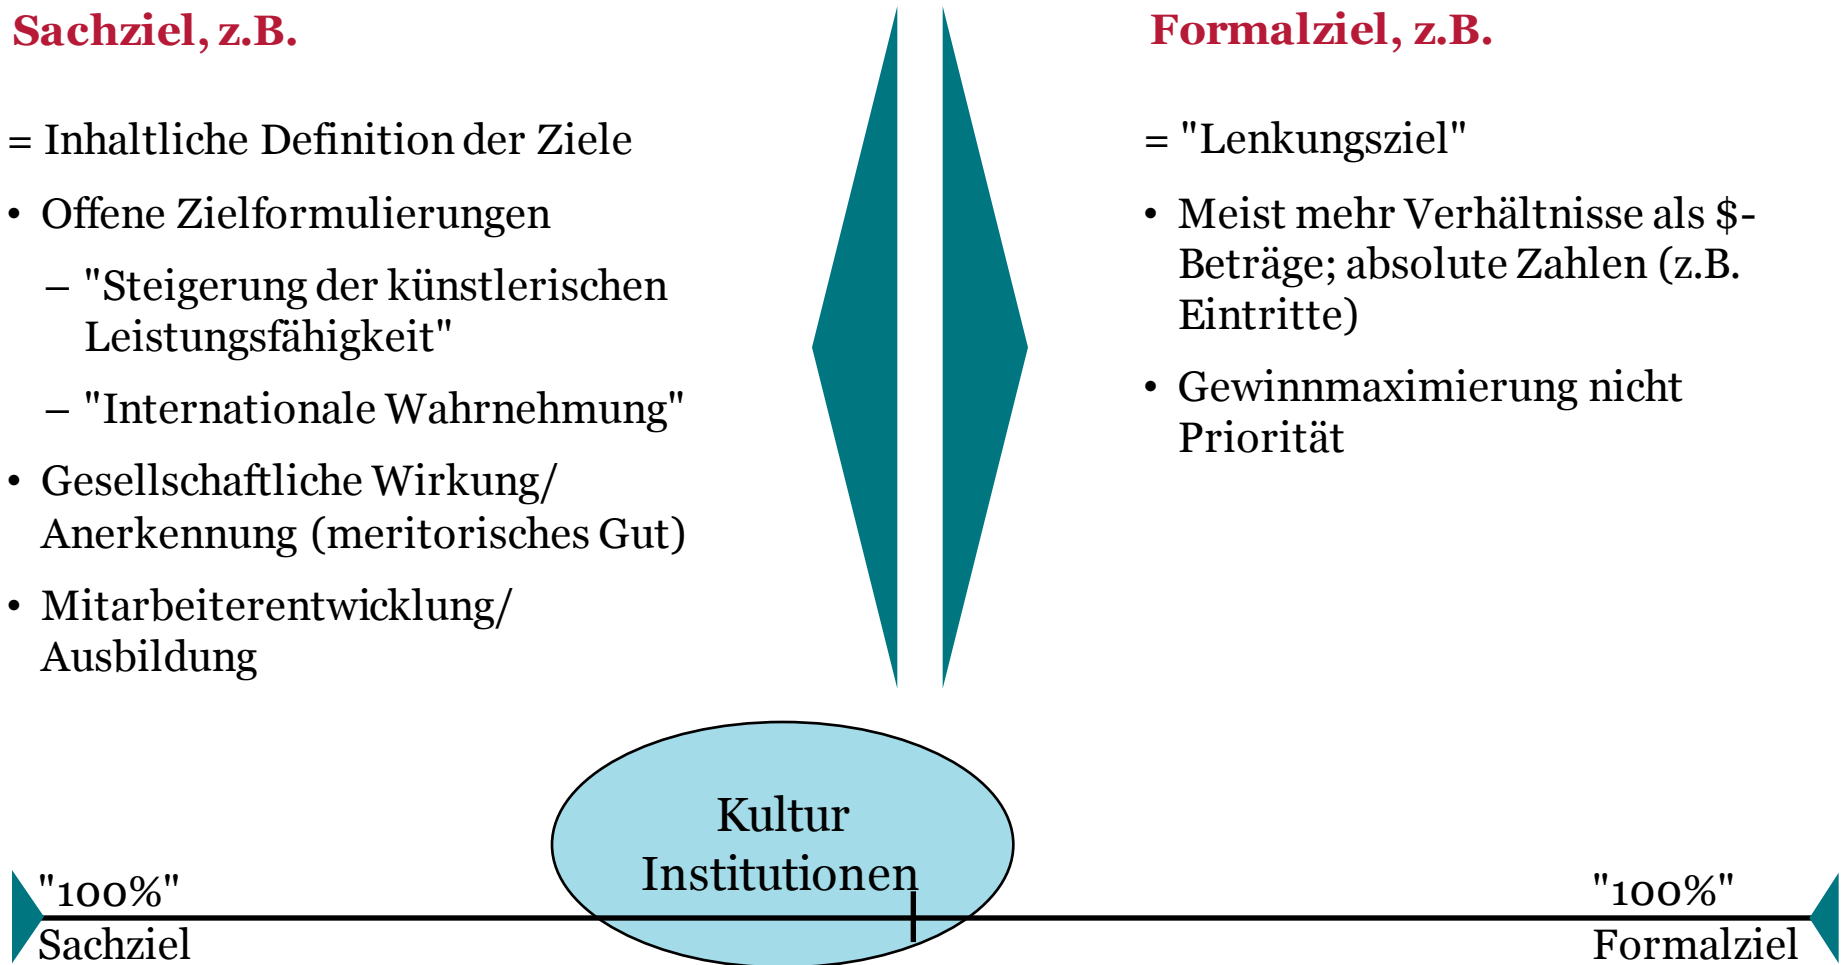 Sachziel, z.B.
= Inhaltliche Definition der Ziele
• Offene Zielformulierungen
– "Steigerung der künstlerischen
Leistungsfähigkeit"
– "Internationale Wahrnehmung"
• Gesellschaftliche Wirkung/
Anerkennung (meritorisches Gut)
• Mitarbeiterentwicklung/
Ausbildung
Formalziel, z.B.
= "Lenkungsziel"
• Meist mehr Verhältnisse als $-
Beträge; absolute Zahlen (z.B.
Eintritte)
• Gewinnmaximierung nicht
Priorität
Kultur
Institutionen
"100%"
Sachziel
"100%"
Formalziel